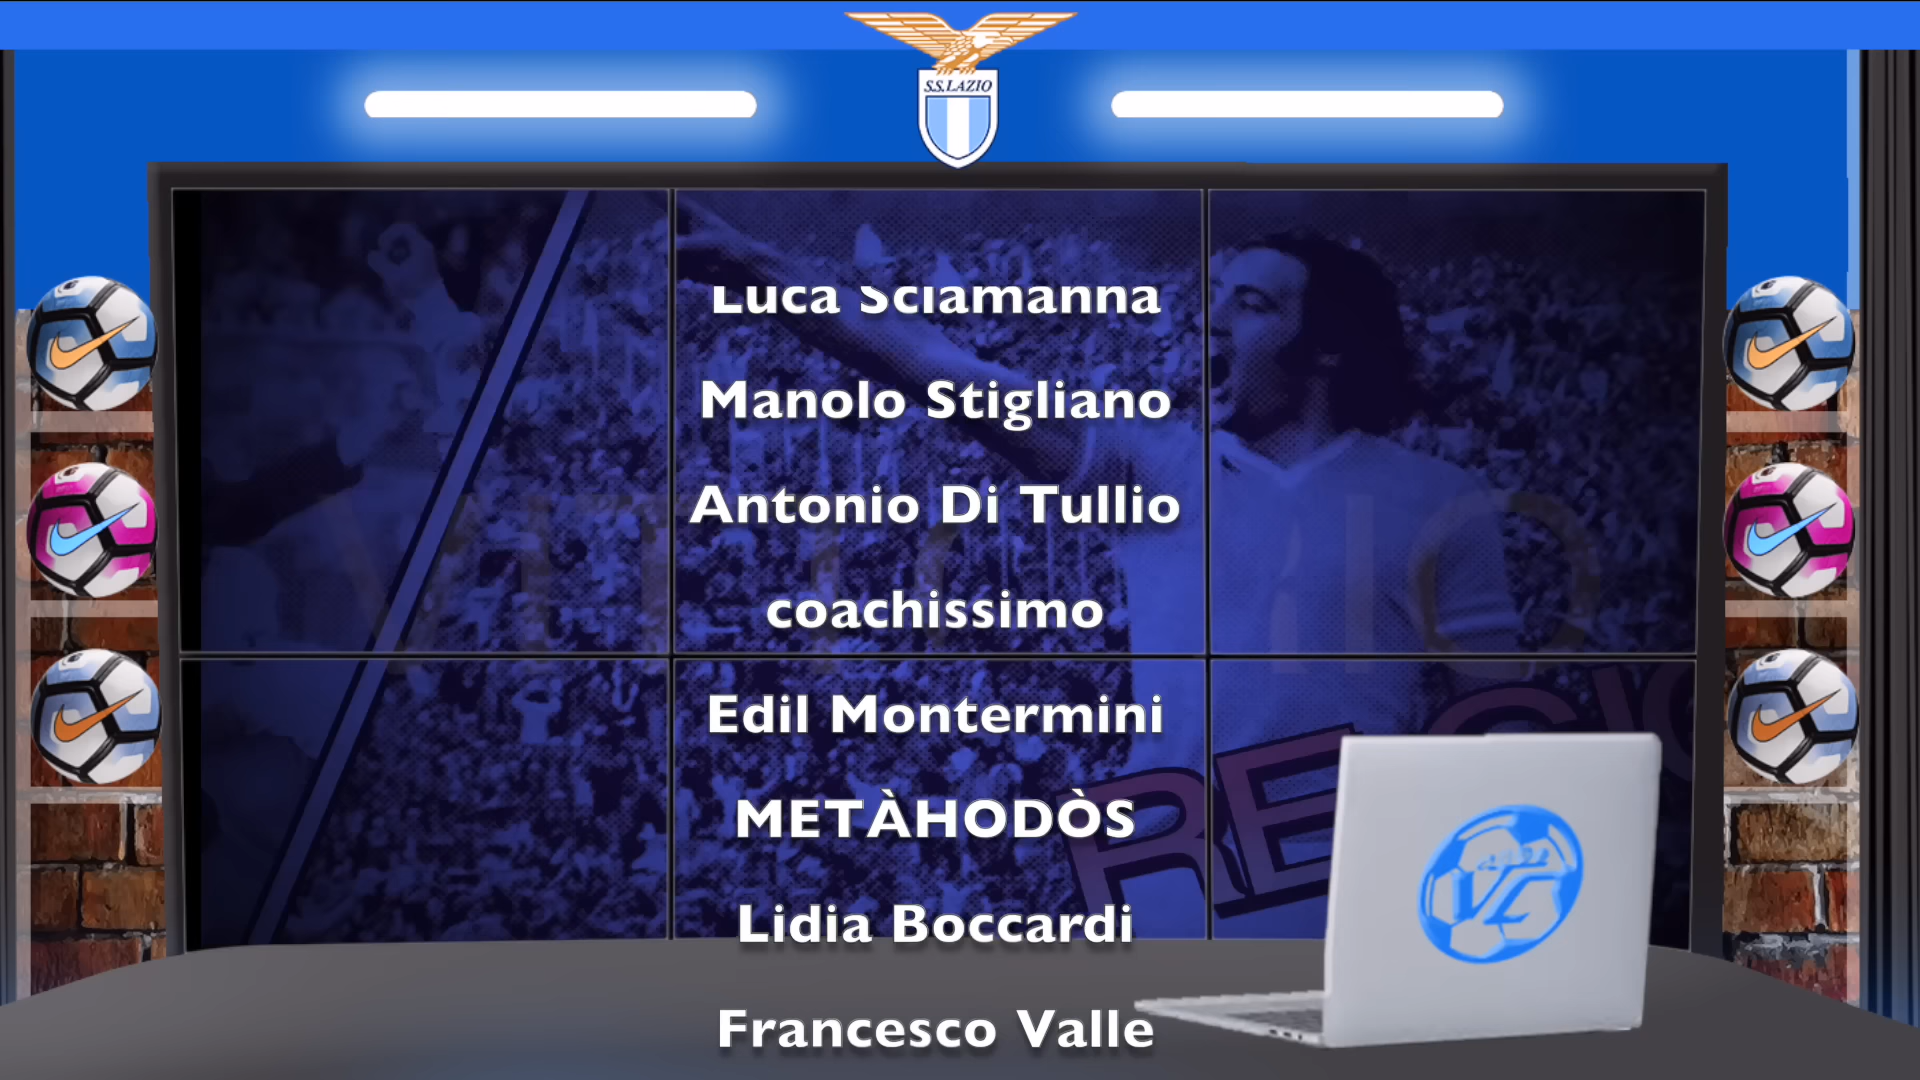 S.S.LAZIO
Luca Sciamanna
Manolo Stigliano
Antonio Di Tullio
coachissimo
Edil Montermini
METÀHODÒS
Lidia Boccardi
Francesco Valle